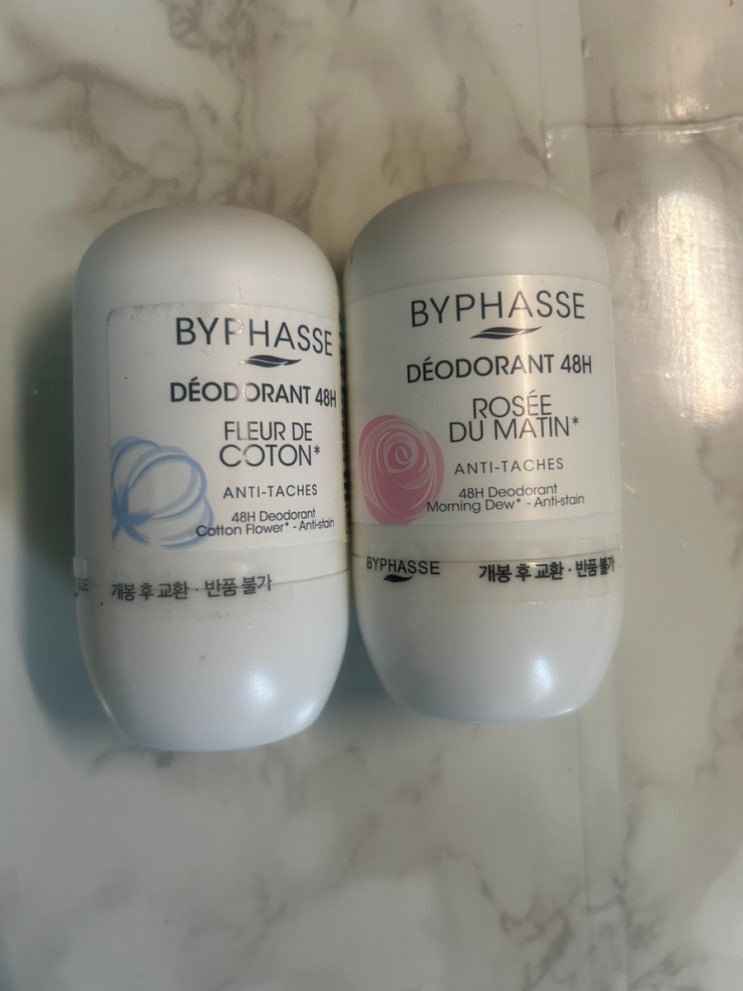 BYPHASSE
DÉODORANT 48H
FLEUR DE
COTON*
ANTI-TACHES
48H Deodorant
Cotton Flower* - Anti-stain
개봉 후 교환 · 반품 불가
BYPHASSE
DÉODORANT 48H
ROSÉE
DU MATIN*
ANTI-TACHES
48H Deodorant
Morning Dew* - Anti-stain
BYPHASSE 개봉 후 교환 · 반품 불가